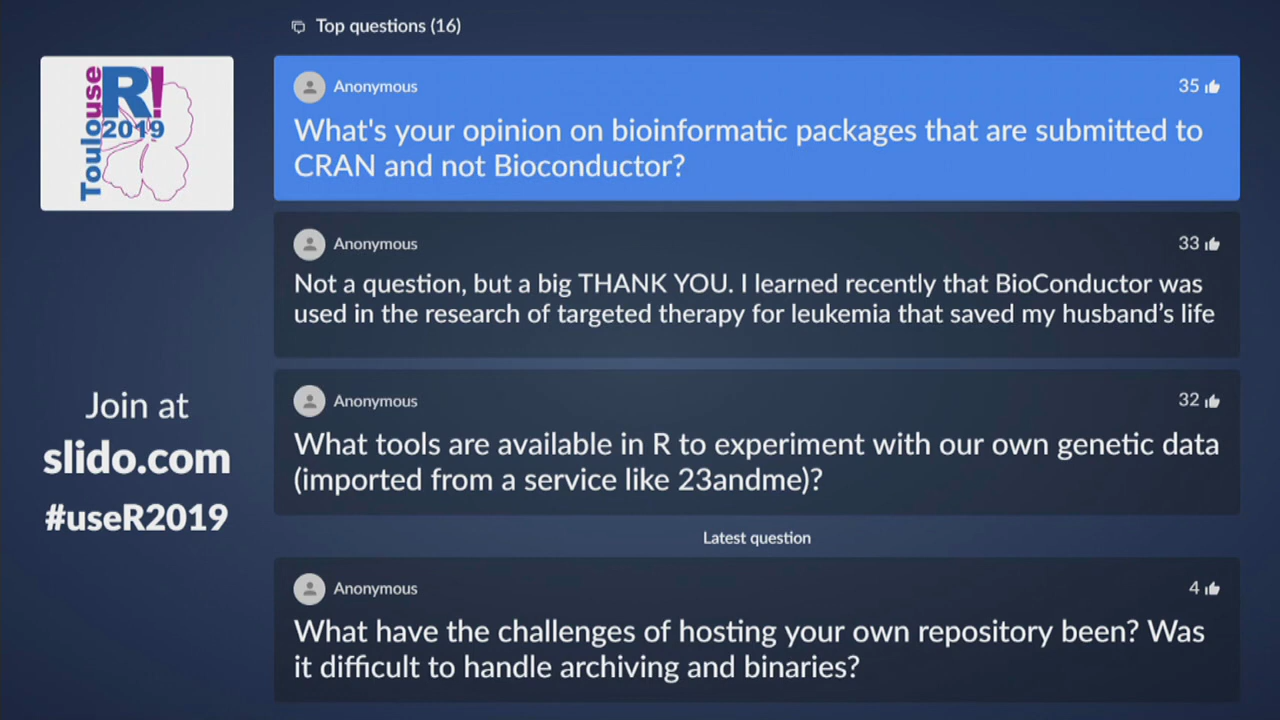 Top questions (16)
Toulouse
R!
2019
Anonymous
35
What's your opinion on bioinformatic packages that are submitted to
CRAN and not Bioconductor?
Anonymous
33
Not a question, but a big THANK YOU. I learned recently that BioConductor was
used in the research of targeted therapy for leukemia that saved my husband’s life
Anonymous
32
What tools are available in R to experiment with our own genetic data
(imported from a service like 23andme)?
Join at
slido.com
#useR2019
Latest question
Anonymous
4
What have the challenges of hosting your own repository been? Was
it difficult to handle archiving and binaries?